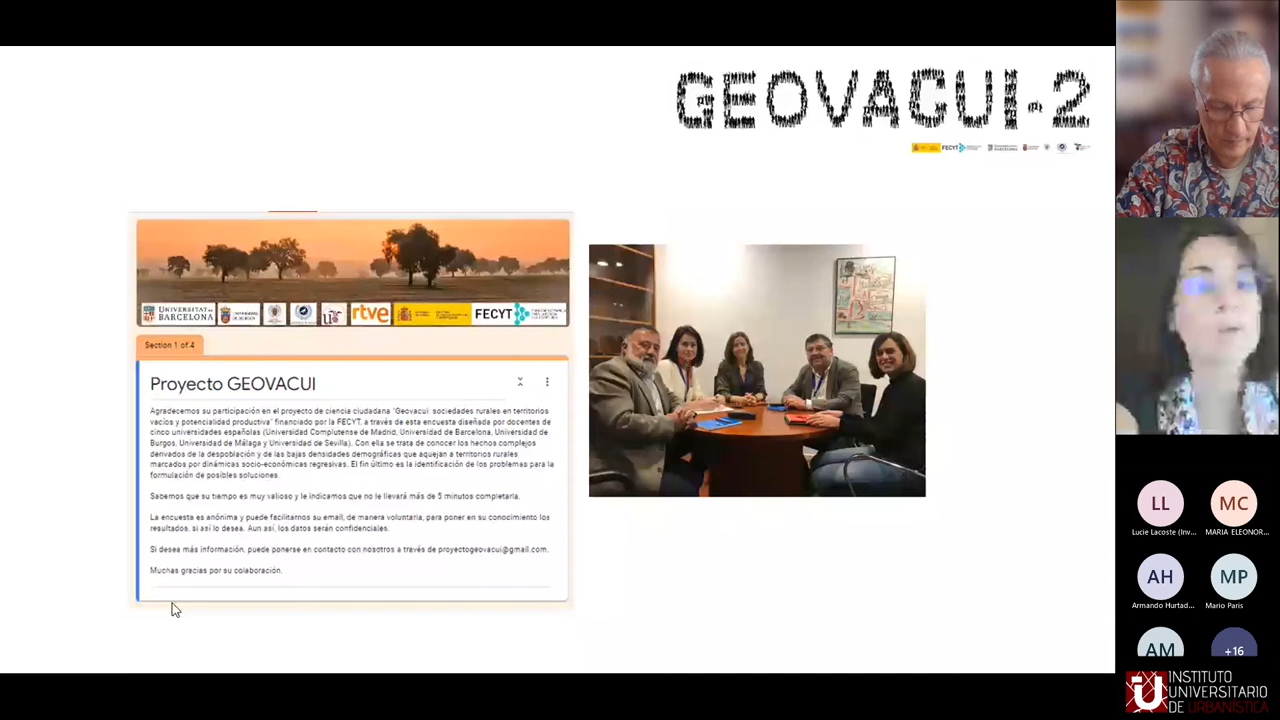 GEOVACUI-2
FECYT
UNIVERSITAT DE
BARCELONA
rtve
FECYT
Section 1 of 4
Proyecto GEOVACUI
Agradecemos su participación en el proyecto de ciencia ciudadana "Geovacui: sociedades rurales en territorios
vacíos y potencialidad productiva" financiado por la FECYT, a través de esta encuesta diseñada por docentes de
cinco universidades españolas (Universidad Complutense de Madrid, Universidad de Barcelona, Universidad de
Burgos, Universidad de Málaga y Universidad de Sevilla). Con ella se trata de conocer los hechos complejos
derivados de la despoblación y de las bajas densidades demográficas que aquejan a territorios rurales
marcados por dinámicas socio-económicas regresivas. El fin último es la identificación de los problemas para la
formulación de posibles soluciones.
Sabemos que su tiempo es muy valioso y le indicamos que no le llevará más de 5 minutos completarla.
La encuesta es anónima y puede facilitarnos su email, de manera voluntaria, para poner en su conocimiento los
resultados, si así lo desea. Aun así, los datos serán confidenciales.
Si desea más información, puede ponerse en contacto con nosotros a través de proyectogeovacui@gmail.com.
Muchas gracias por su colaboración.
LL
MC
Lucie Lacoste (Inv...
MARIA ELEONOR...
AH
MP
Armando Hurtad...
Mario Paris
AM
+16
INSTITUTO
UNIVERSITARIO
DE URBANÍSTICA